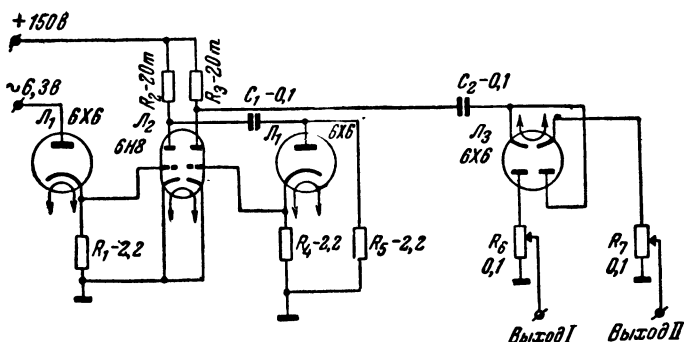 +150В
~6,3В
Л₁ 6Х6
R₂-20т
R₃-20т
Л₂
6Н8
C₁-0,1
Л₁ 6Х6
C₂-0,1
Л₃
6Х6
R₁-2,2
R₄-2,2
R₅-2,2
R₆
0,1
R₇
0,1
Выход I
Выход II